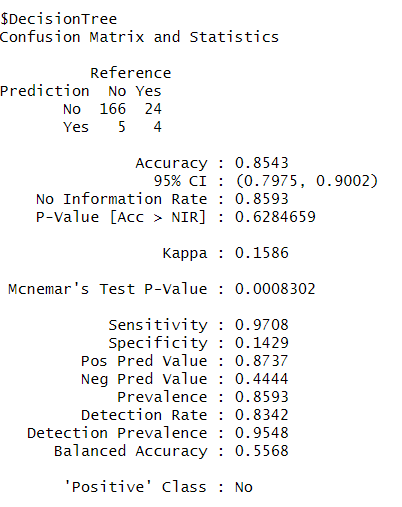 $DecisionTree
Confusion Matrix and Statistics
Reference
Prediction No Yes
No 166 24
Yes 5 4
Accuracy : 0.8543
95% CI : (0.7975, 0.9002)
No Information Rate : 0.8593
P-Value [Acc > NIR] : 0.6284659
Kappa : 0.1586
Mcnemar's Test P-Value : 0.0008302
Sensitivity : 0.9708
Specificity : 0.1429
Pos Pred Value : 0.8737
Neg Pred Value : 0.4444
Prevalence : 0.8593
Detection Rate : 0.8342
Detection Prevalence : 0.9548
Balanced Accuracy : 0.5568
'Positive' Class : No